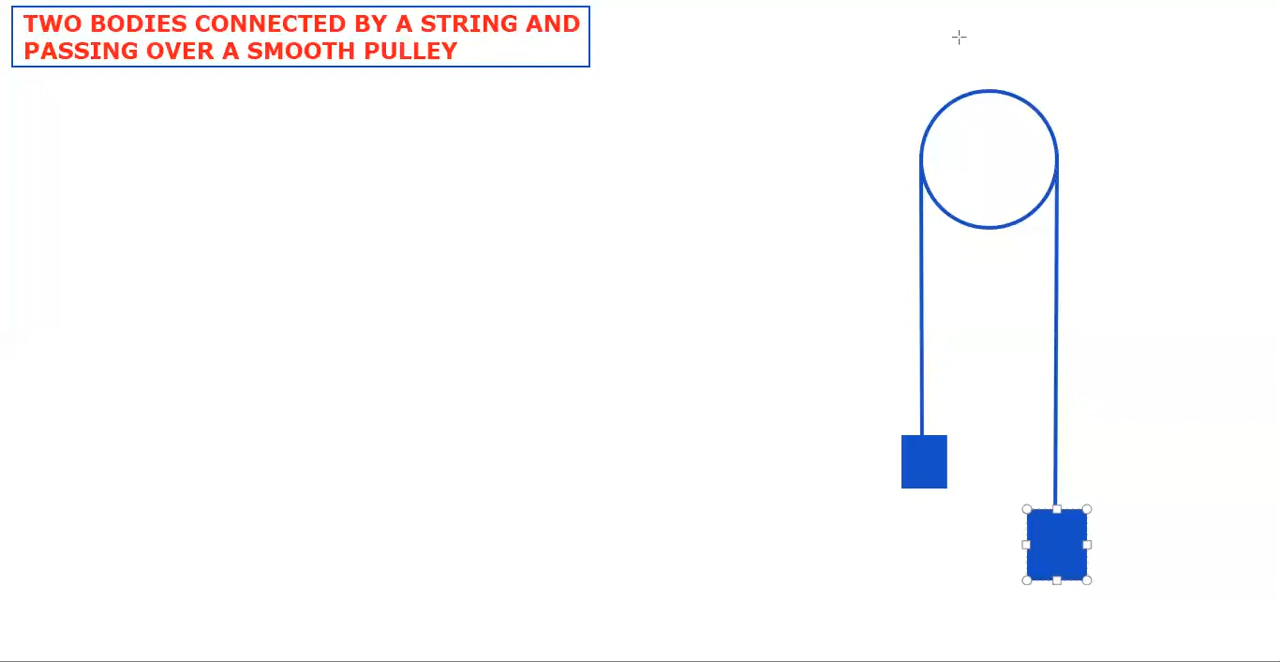 TWO BODIES CONNECTED BY A STRING AND
PASSING OVER A SMOOTH PULLEY